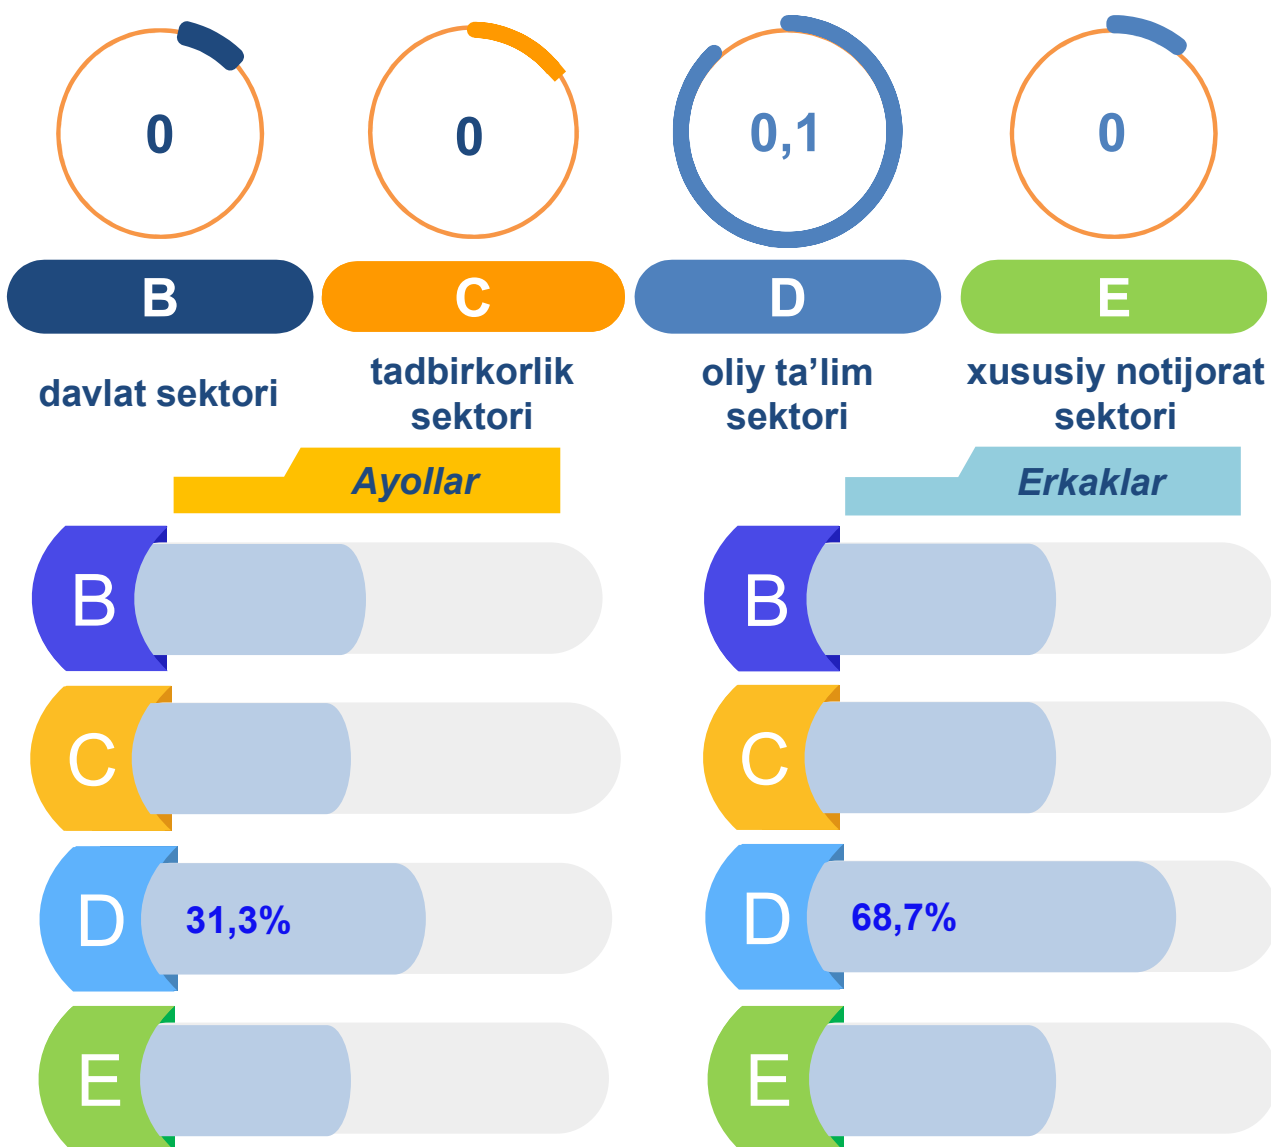 0
0
0,1
0
B
C
D
E
davlat sektori
tadbirkorlik
sektori
oliy ta’lim
sektori
xususiy notijorat
sektori
Ayollar
B
C
D
31,3%
E
Erkaklar
B
C
D
68,7%
E